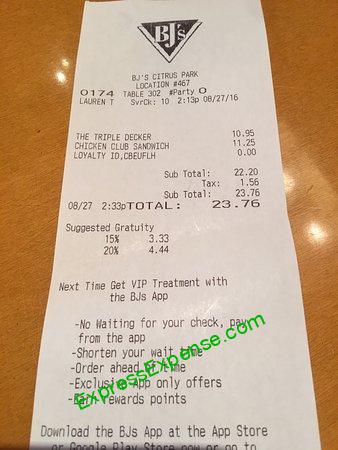 BJ's
BJ'S CITRUS PARK
LOCATION #467
0174 TABLE 302 #Party 0
LAUREN T SvrCk: 10 2:13p 08/27/16
THE TRIPLE DECKER 10.95
CHICKEN CLUB SANDWICH 11.25
LOYALTY ID,CBEUFLH 0.00
Sub Total: 22.20
Tax: 1.56
Sub Total: 23.76
08/27 2:33p TOTAL: 23.76
Suggested Gratuity
15% 3.33
20% 4.44
Next Time Get VIP Treatment with
the BJs App
-No Waiting for your check, pay
from the app
-Shorten your wait time
-Order ahead time
-Exclusive App only offers
-Earn rewards points
ExpressExpense.com
Download the BJs App at the App Store
or Google Play Store now or go to